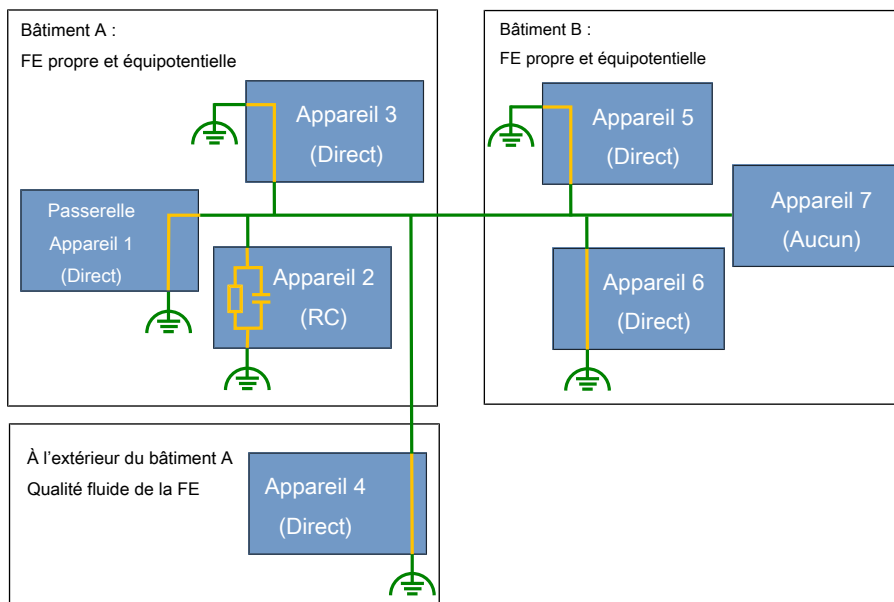 Bâtiment A :
FE propre et équipotentielle
Appareil 3
(Direct)
Passerelle
Appareil 1
(Direct)
Appareil 2
(RC)
Bâtiment B :
FE propre et équipotentielle
Appareil 5
(Direct)
Appareil 7
(Aucun)
Appareil 6
(Direct)
À l'extérieur du bâtiment A
Qualité fluide de la FE
Appareil 4
(Direct)